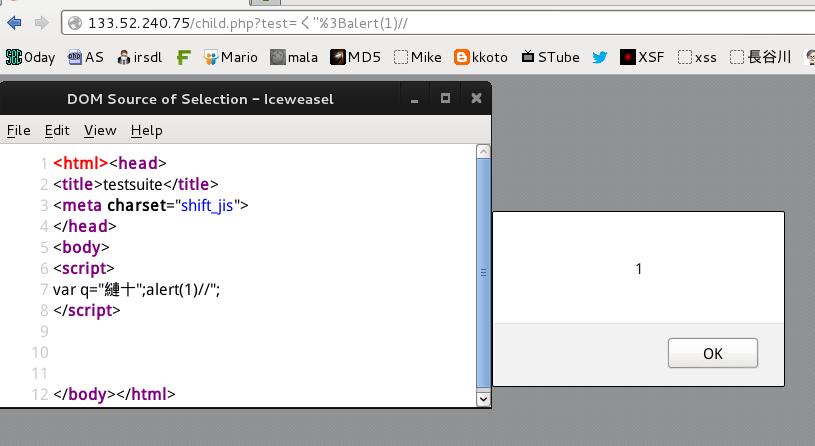 133.52.240.75/child.php?test=く"%3Balert(1)//
0day AS irsdl Mario mala MD5 Mike kkoto STube XSF xss 長谷川
DOM Source of Selection - Iceweasel
File Edit View Help
1 <html><head>
2 <title>testsuite</title>
3 <meta charset="shift_jis">
4 </head>
5 <body>
6 <script>
7 var q="縺十";alert(1)//";
8 </script>
9
10
11
12 </body></html>
1
OK